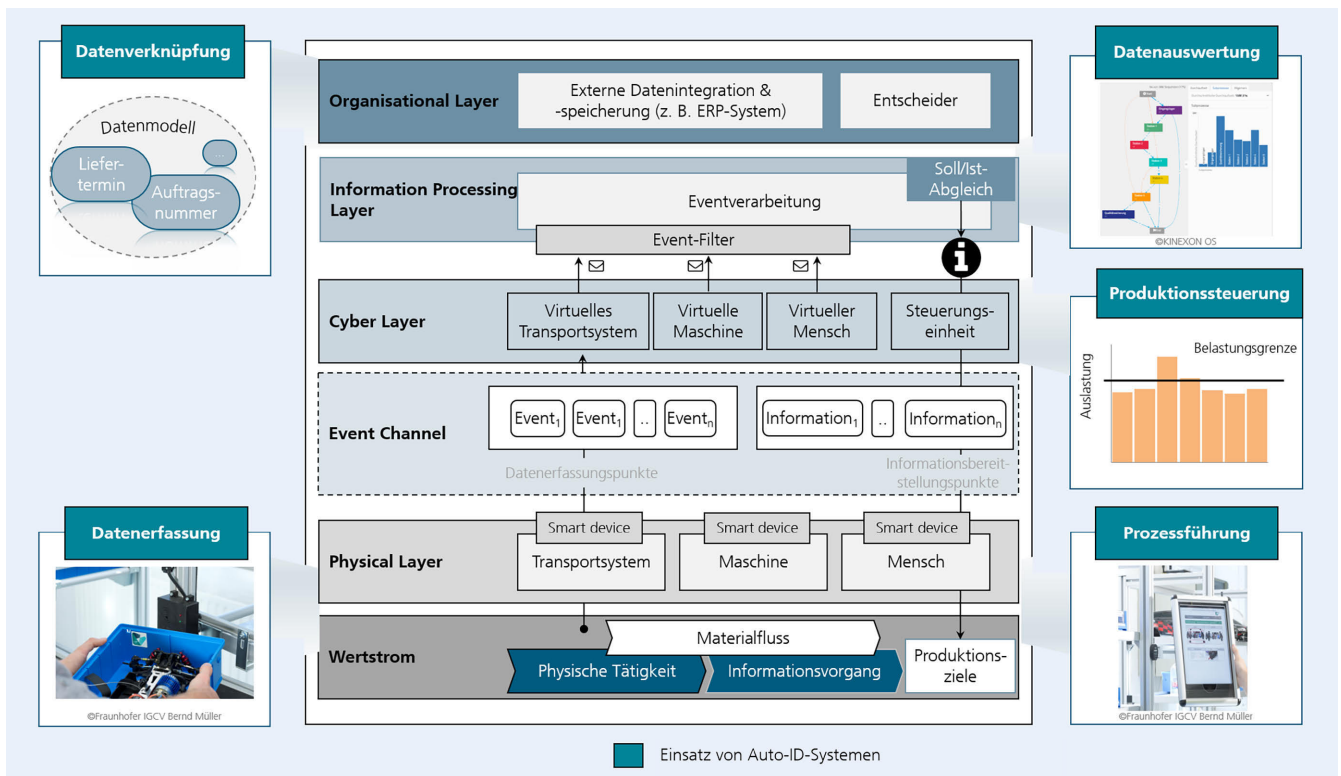 Datenverknüpfung
Datenmodell
Liefer-
termin
...
Auftrags-
nummer
Organisational Layer
Externe Datenintegration &
-speicherung (z. B. ERP-System)
Entscheider
Datenauswertung
©KINEXON OS
Information Processing
Layer
Eventverarbeitung
Soll/Ist-
Abgleich
Event-Filter
i
Cyber Layer
Virtuelles
Transportsystem
Virtuelle
Maschine
Virtueller
Mensch
Steuerungs-
einheit
Produktionssteuerung
Belastungsgrenze
Auslastung
Event Channel
Event1
Event1
..
Eventn
Information1
..
Informationn
Datenerfassungspunkte
Informationsbereit-
stellungspunkte
Datenerfassung
©Fraunhofer IGCV Bernd Müller
Physical Layer
Smart device
Transportsystem
Smart device
Maschine
Smart device
Mensch
Prozessführung
©Fraunhofer IGCV Bernd Müller
Wertstrom
Materialfluss
Physische Tätigkeit
Informationsvorgang
Produktions-
ziele
Einsatz von Auto-ID-Systemen